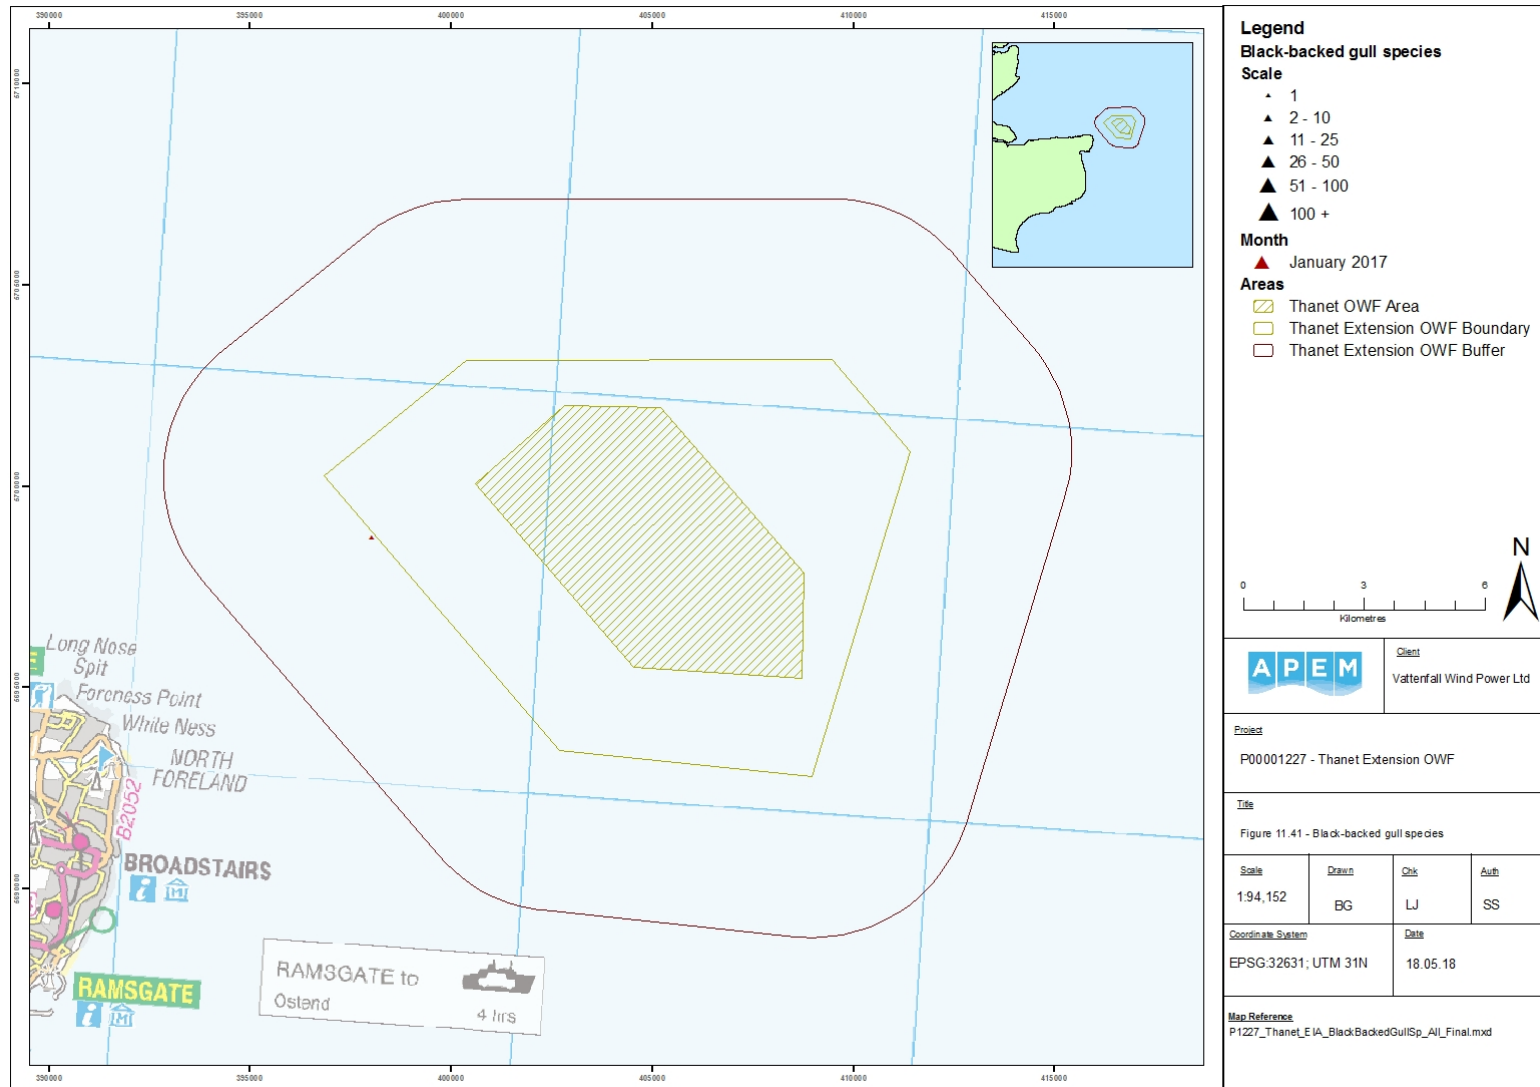 390000
395000
400000
405000
410000
415000
6710000
6705000
6700000
6695000
6690000
Long Nose
Spit
Foreness Point
White Ness
NORTH
FORELAND
B2052
BROADSTAIRS
RAMSGATE
RAMSGATE to
Ostend
4 hrs
390000
395000
400000
405000
410000
415000
Legend
Black-backed gull species
Scale
1
2 - 10
11 - 25
26 - 50
51 - 100
100 +
Month
January 2017
Areas
Thanet OWF Area
Thanet Extension OWF Boundary
Thanet Extension OWF Buffer
N
0 3 6
Kilometres
APEM
Client
Vattenfall Wind Power Ltd
Project
P00001227 - Thanet Extension OWF
Title
Figure 11.41 - Black-backed gull species
Scale
1:94,152
Drawn
BG
Chk
LJ
Auth
SS
Coordinate System
EPSG:32631; UTM 31N
Date
18.05.18
Map Reference
P1227_Thanet_EIA_BlackBackedGullSp_All_Final.mxd